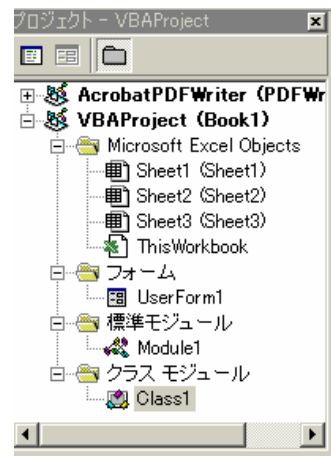 プロジェクト - VBAProject
AcrobatPDFWriter (PDFWr
VBAProject (Book1)
Microsoft Excel Objects
Sheet1 (Sheet1)
Sheet2 (Sheet2)
Sheet3 (Sheet3)
ThisWorkbook
フォーム
UserForm1
標準モジュール
Module1
クラス モジュール
Class1